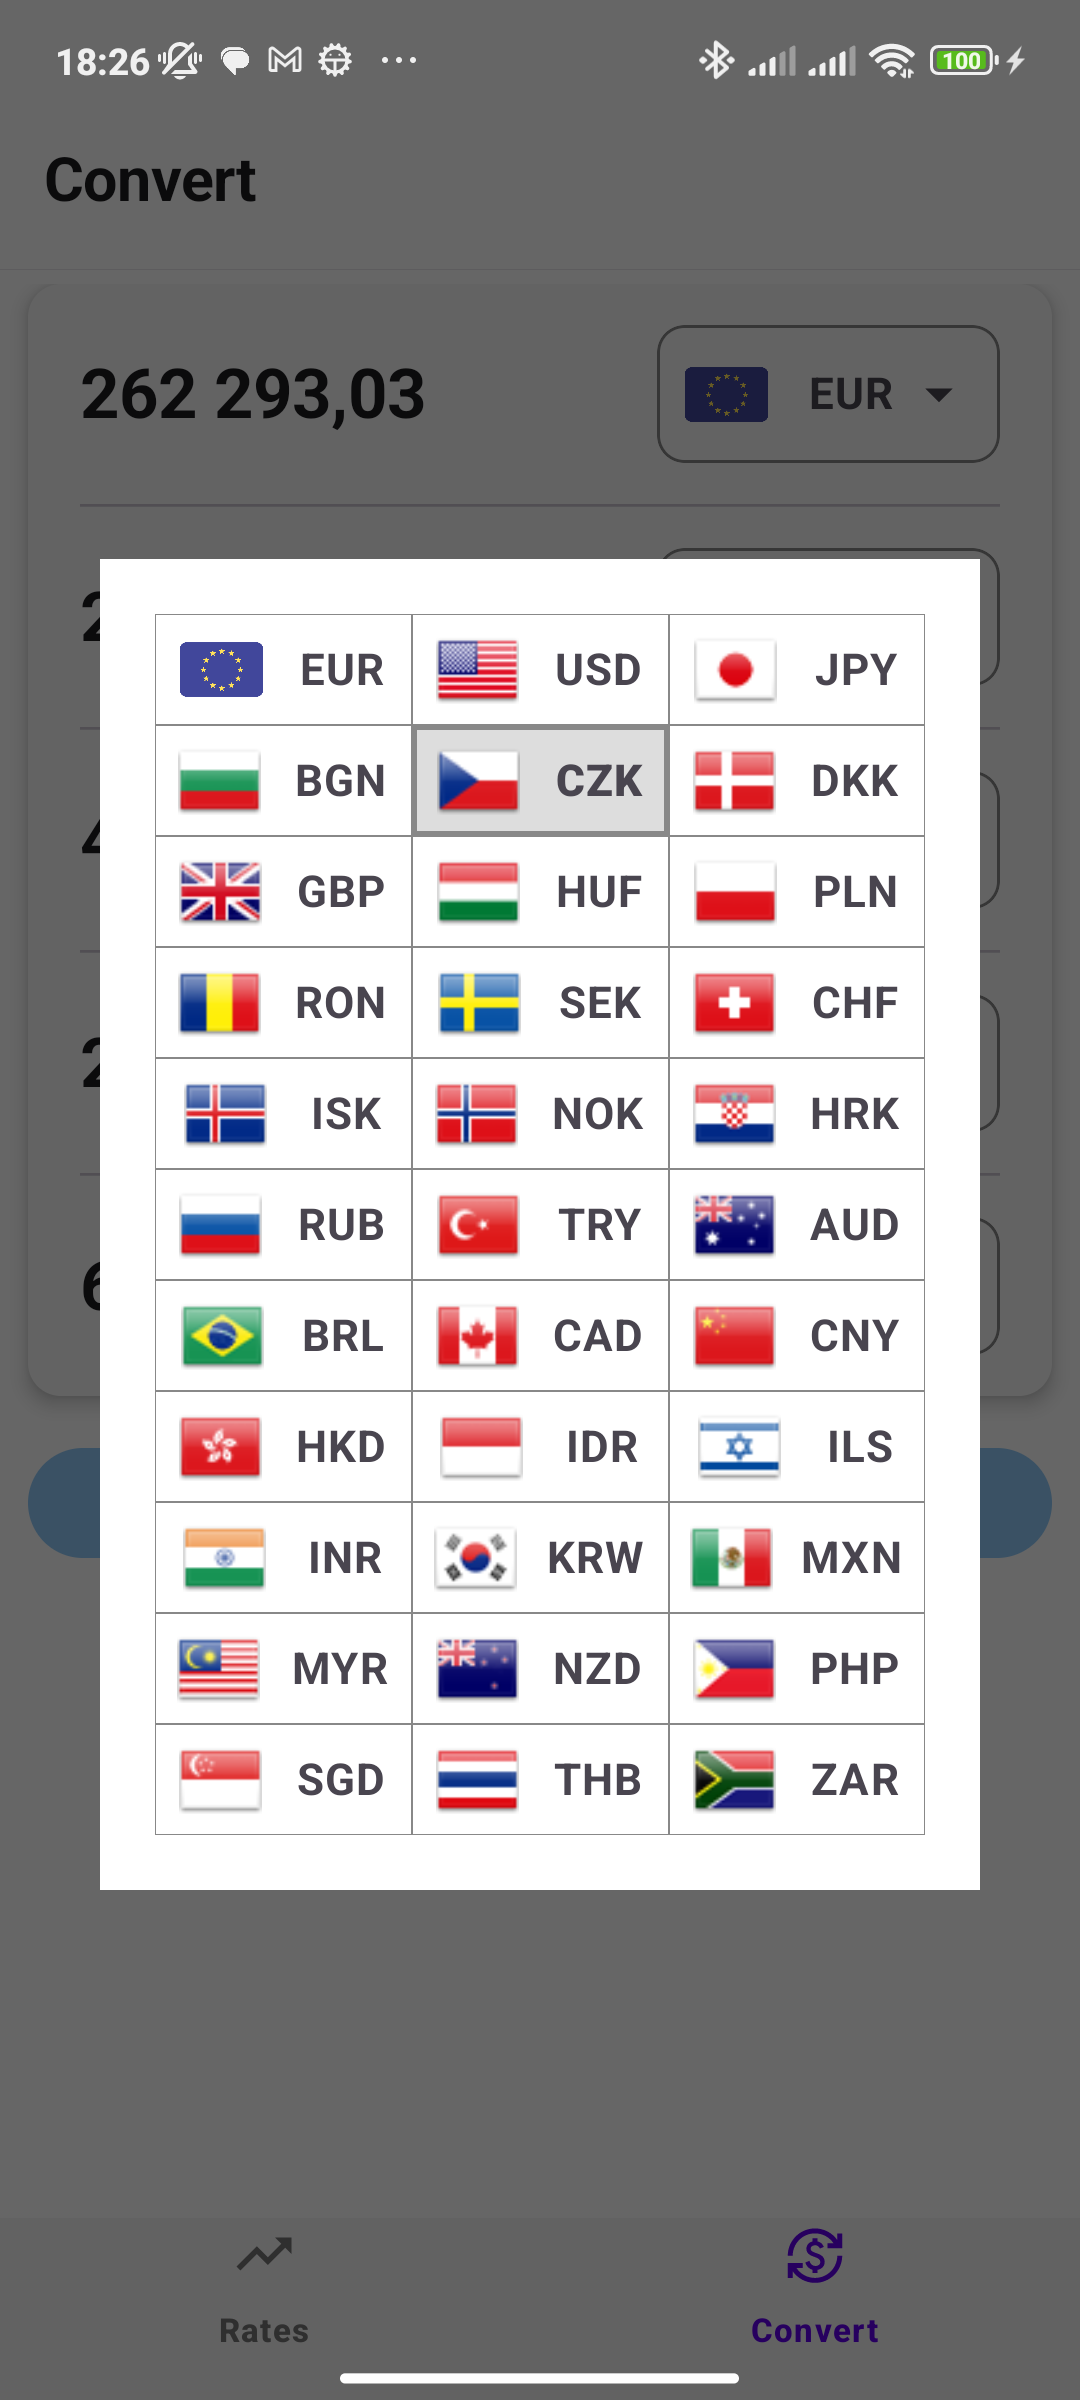 18:26 ... 100
Convert
262 293,03 EUR
2
EUR USD JPY
BGN CZK DKK
4
GBP HUF PLN
RON SEK CHF
2
ISK NOK HRK
RUB TRY AUD
6
BRL CAD CNY
HKD IDR ILS
INR KRW MXN
MYR NZD PHP
SGD THB ZAR
Rates Convert